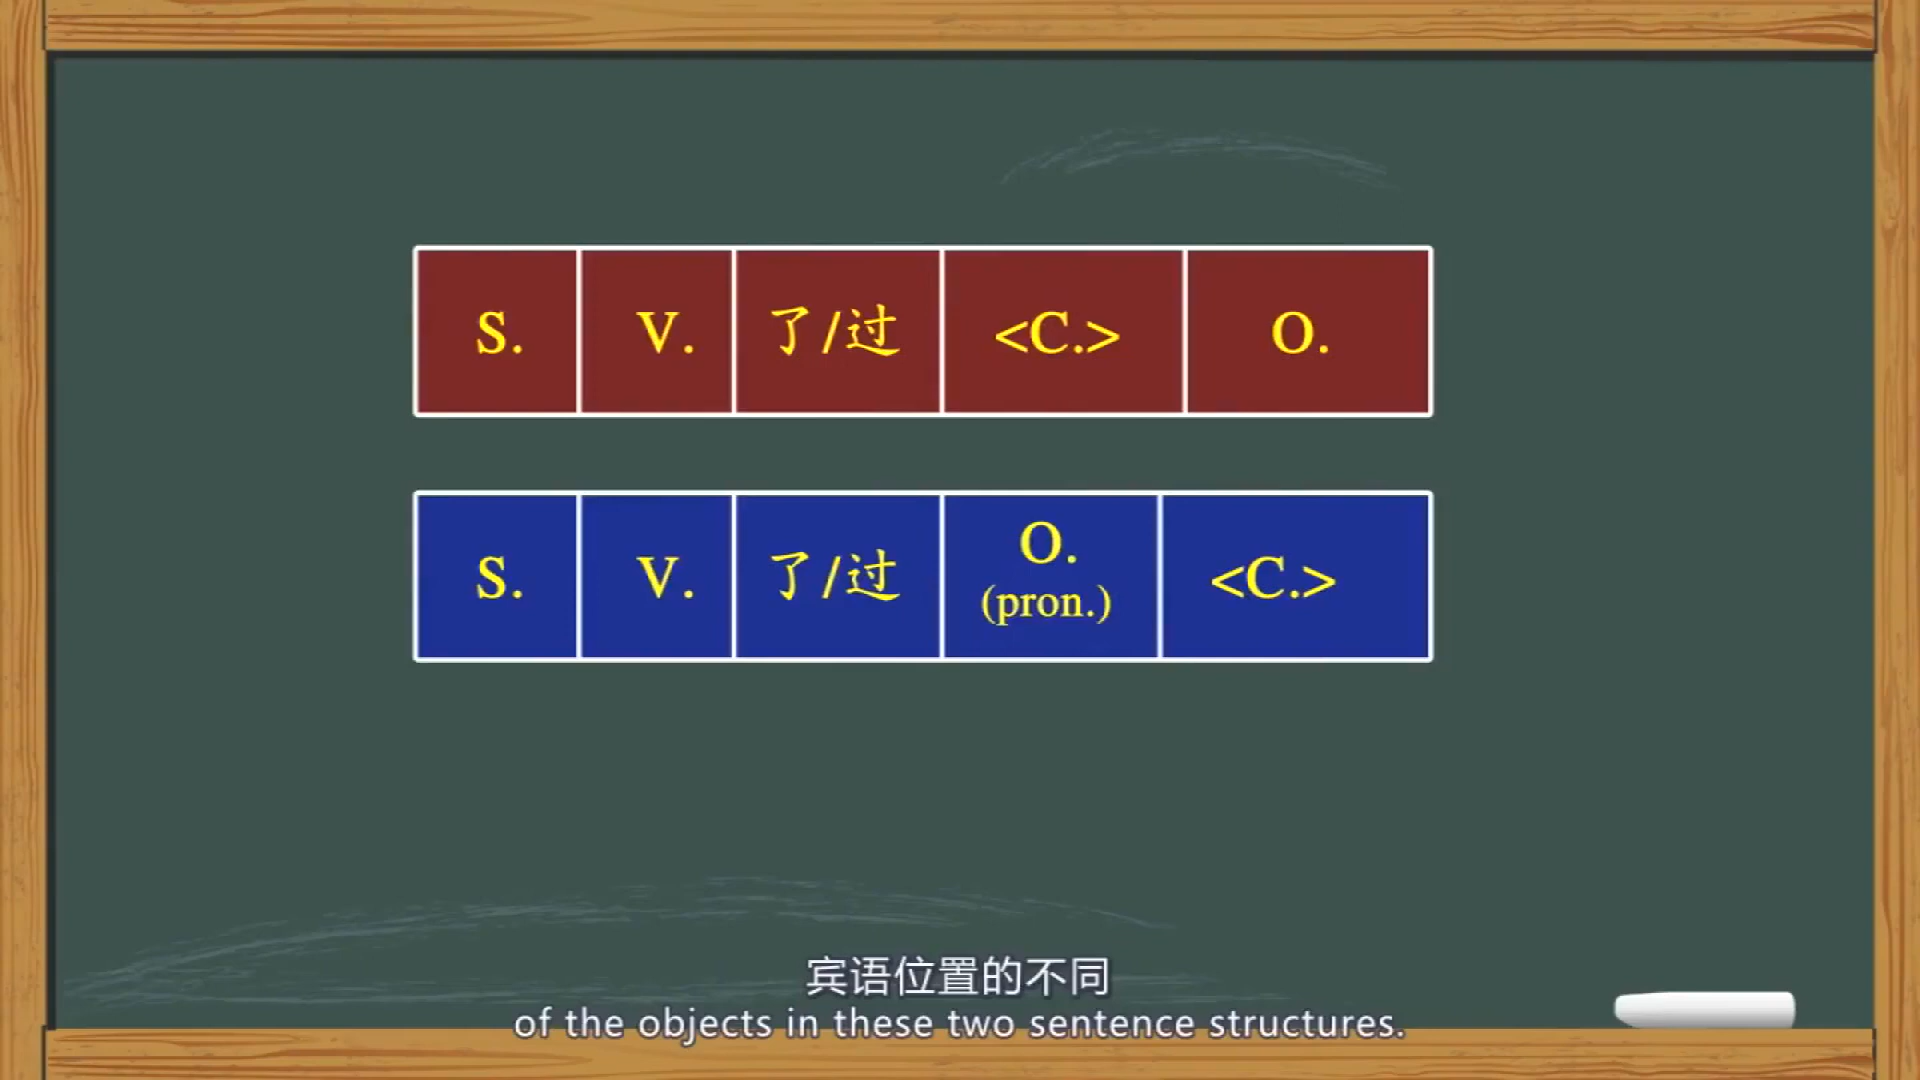 S. V. 了/过 <C.> O.
S. V. 了/过 O. (pron.) <C.>
宾语位置的不同
of the objects in these two sentence structures.